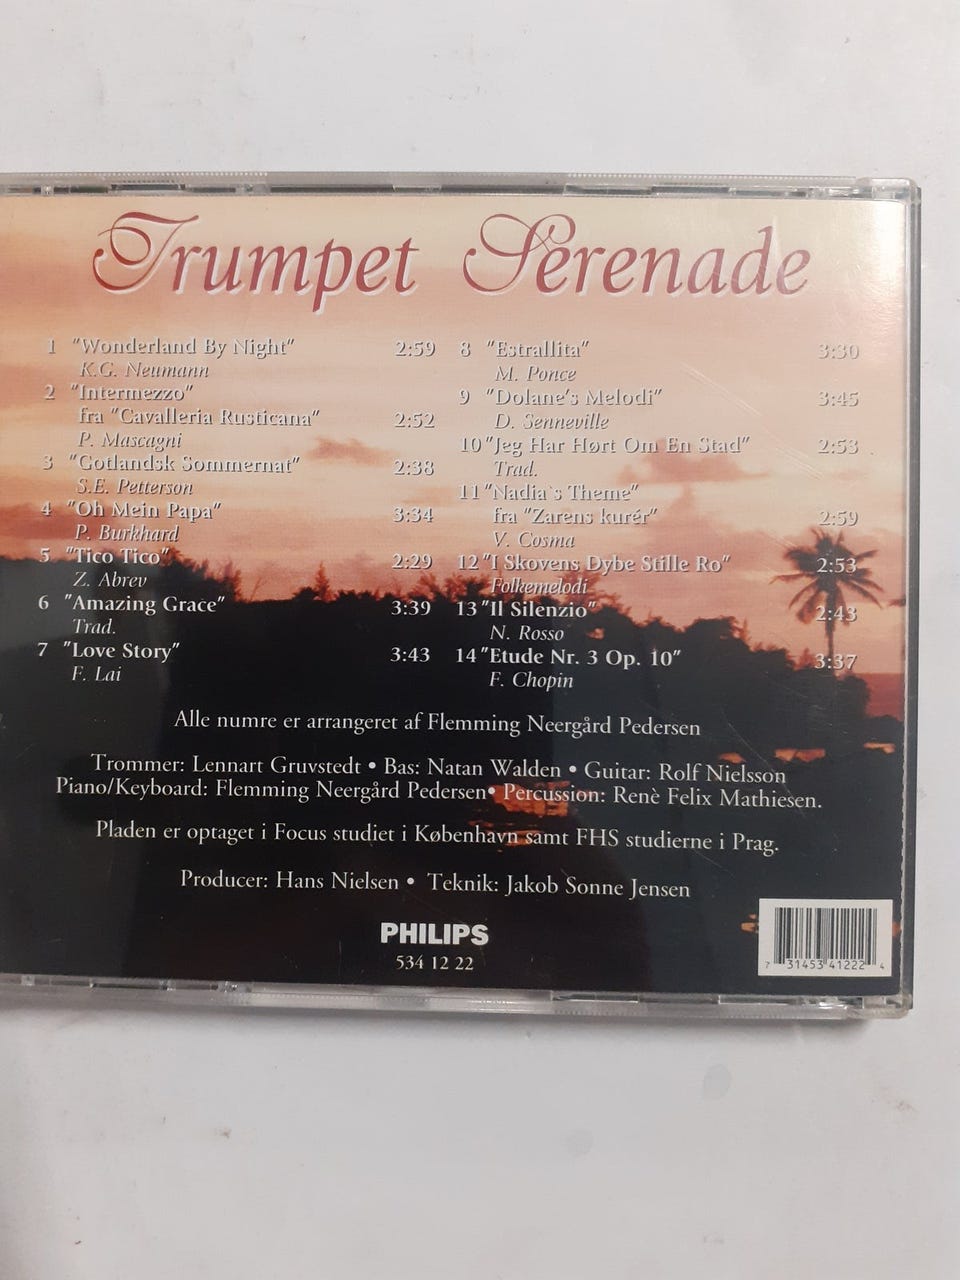 Trumpet Serenade
1 "Wonderland By Night" 2:59
K.G. Neumann
2 "Intermezzo"
fra "Cavalleria Rusticana" 2:52
P. Mascagni
3 "Gotlandsk Sommernat" 2:38
S.E. Petterson
4 "Oh Mein Papa" 3:34
P. Burkhard
5 "Tico Tico" 2:29
Z. Abrev
6 "Amazing Grace" 3:39
Trad.
7 "Love Story" 3:43
F. Lai
8 "Estrallita" 3:30
M. Ponce
9 "Dolane's Melodi" 3:45
D. Senneville
10 "Jeg Har Hørt Om En Stad" 2:53
Trad.
11 "Nadia`s Theme"
fra "Zarens kurér" 2:59
V. Cosma
12 "I Skovens Dybe Stille Ro" 2:53
Folkemelodi
13 "Il Silenzio" 2:43
N. Rosso
14 "Etude Nr. 3 Op. 10" 3:37
F. Chopin
Alle numre er arrangeret af Flemming Neergård Pedersen
Trommer: Lennart Gruvstedt • Bas: Natan Walden • Guitar: Rolf Nielsson
Piano/Keyboard: Flemming Neergård Pedersen• Percussion: Renè Felix Mathiesen.
Pladen er optaget i Focus studiet i København samt FHS studierne i Prag.
Producer: Hans Nielsen • Teknik: Jakob Sonne Jensen
PHILIPS
534 12 22
7 31453 41222 4